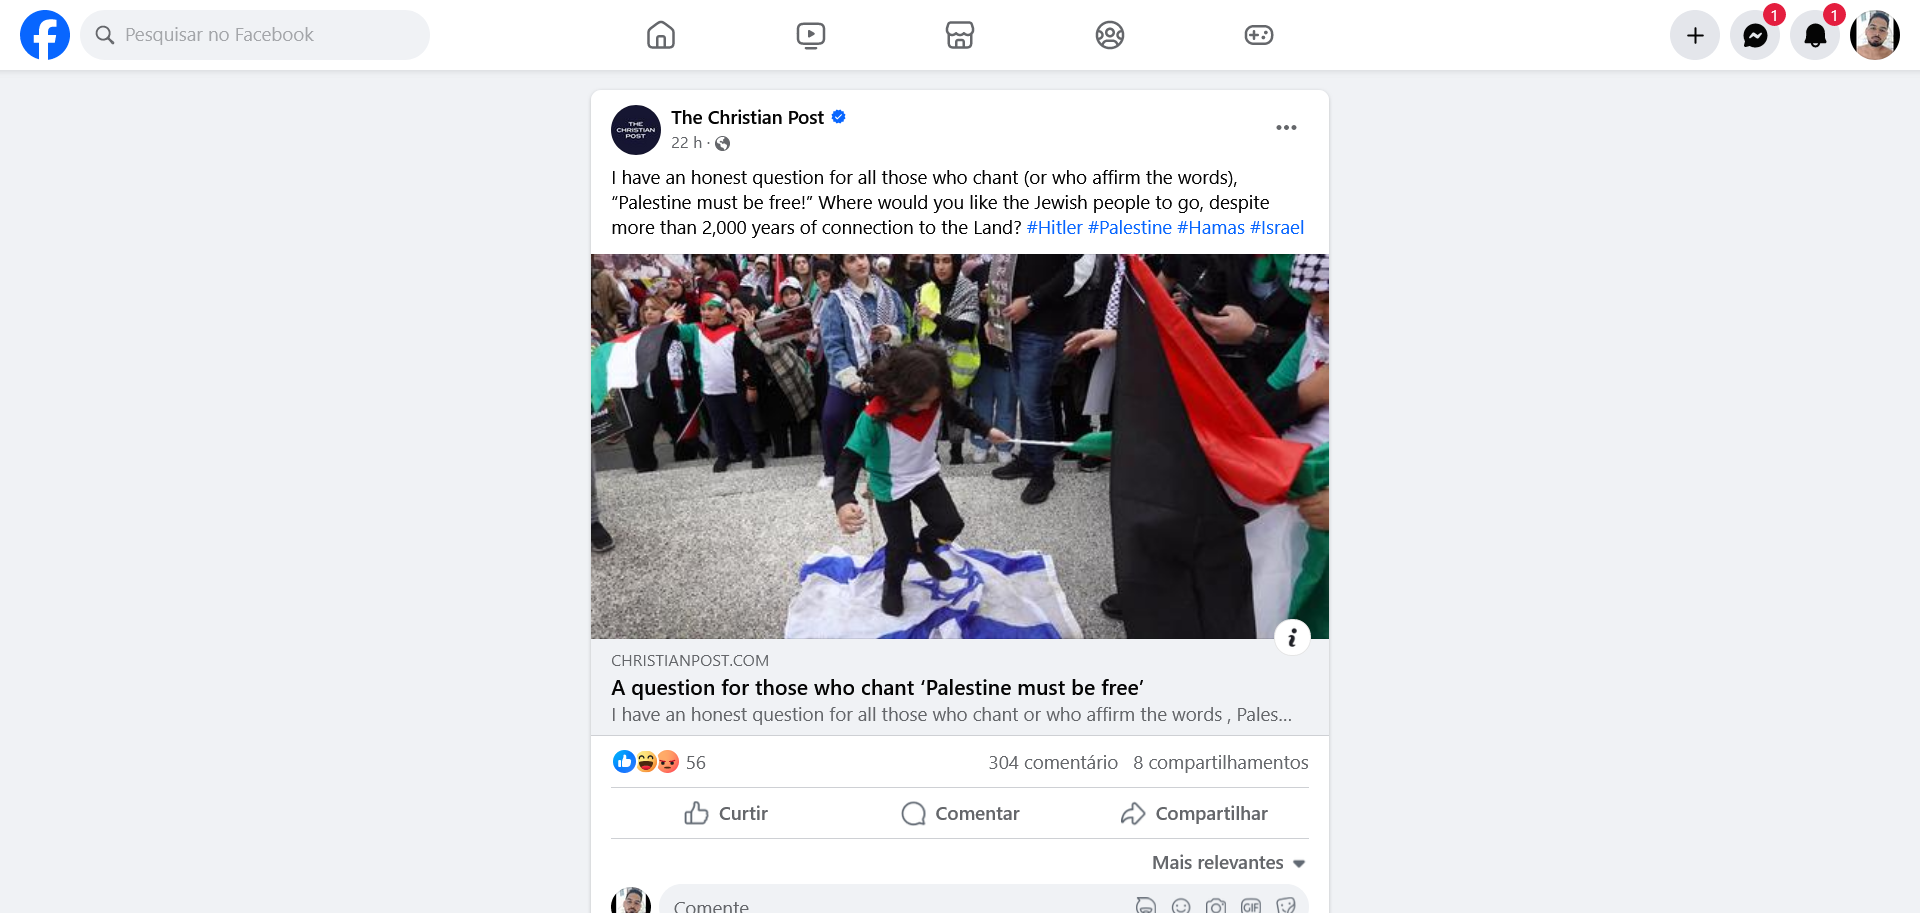 Pesquisar no Facebook
1
1
THE
CHRISTIAN
POST
The Christian Post
22 h ·
I have an honest question for all those who chant (or who affirm the words),
“Palestine must be free!” Where would you like the Jewish people to go, despite
more than 2,000 years of connection to the Land? #Hitler #Palestine #Hamas #Israel
CHRISTIANPOST.COM
A question for those who chant ‘Palestine must be free’
I have an honest question for all those who chant or who affirm the words , Pales...
56
304 comentário 8 compartilhamentos
Curtir Comentar Compartilhar
Mais relevantes
Comente
GIF